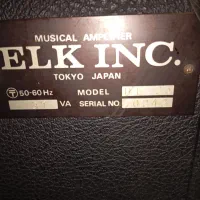 MUSICAL AMPLIFIER
ELK INC.®
TOKYO JAPAN
Ⓣ 50-60 Hz MODEL
VA SERIAL NO